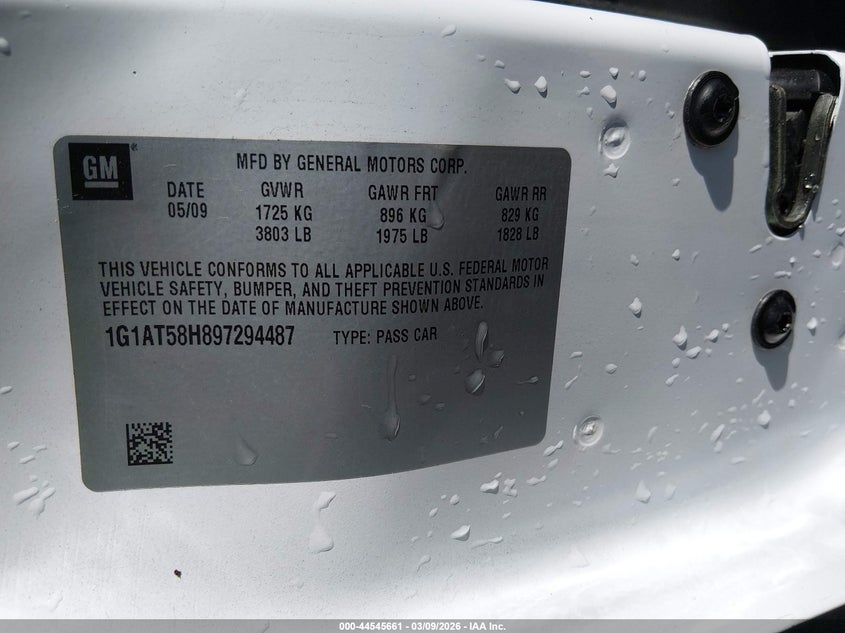 GM
MFD BY GENERAL MOTORS CORP.
DATE GVWR GAWR FRT GAWR RR
05/09 1725 KG 896 KG 829 KG
3803 LB 1975 LB 1828 LB
THIS VEHICLE CONFORMS TO ALL APPLICABLE U.S. FEDERAL MOTOR
VEHICLE SAFETY, BUMPER, AND THEFT PREVENTION STANDARDS IN
EFFECT ON THE DATE OF MANUFACTURE SHOWN ABOVE.
1G1AT58H897294487 TYPE: PASS CAR
000-44545661 - 03/09/2026 - IAA Inc.